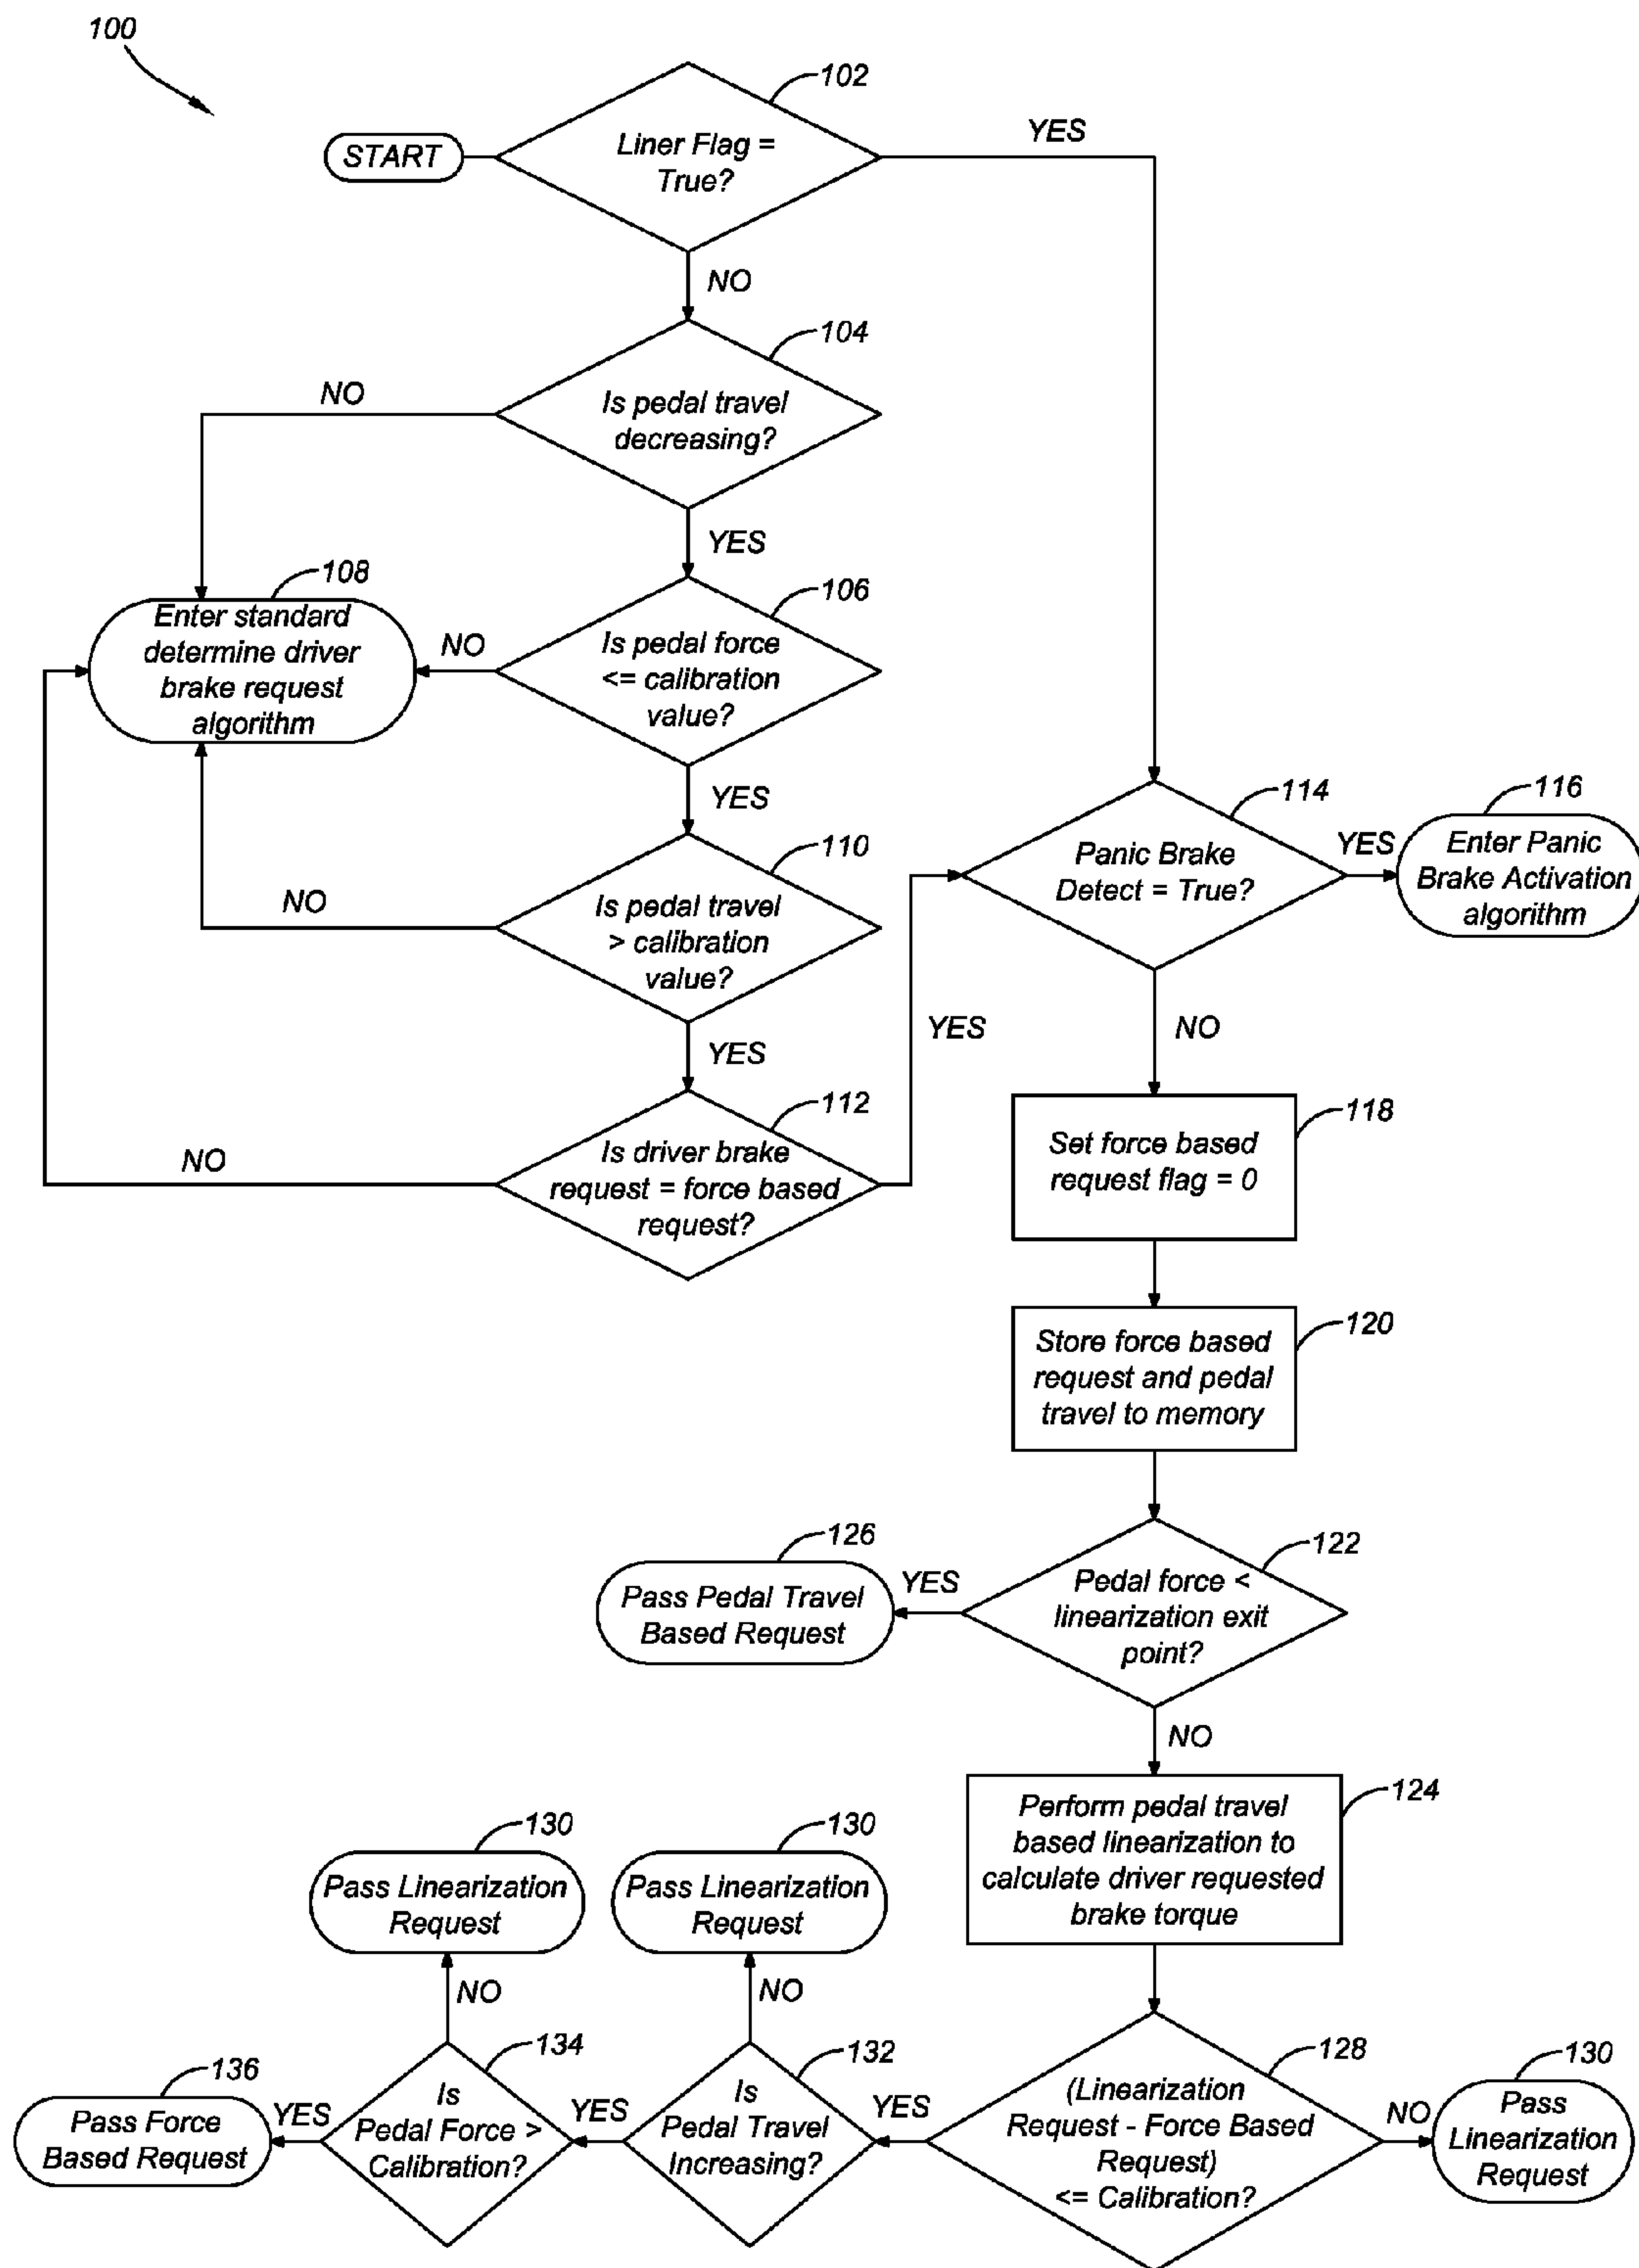 100
102
START
Liner Flag =
True?
YES
NO
104
NO
Is pedal travel
decreasing?
YES
108
Enter standard
determine driver
brake request
algorithm
106
NO
Is pedal force
<= calibration
value?
YES
110
NO
Is pedal travel
> calibration
value?
YES
112
NO
Is driver brake
request = force based
request?
YES
114
Panic Brake
Detect = True?
YES
116
Enter Panic
Brake Activation
algorithm
NO
118
Set force based
request flag = 0
120
Store force based
request and pedal
travel to memory
122
Pedal force <
linearization exit
point?
YES
126
Pass Pedal Travel
Based Request
NO
124
Perform pedal travel
based linearization to
calculate driver requested
brake torque
128
(Linearization
Request - Force Based
Request)
<= Calibration?
NO
130
Pass
Linearization
Request
YES
132
Is
Pedal Travel
Increasing?
NO
130
Pass Linearization
Request
YES
134
Is
Pedal Force >
Calibration?
NO
130
Pass Linearization
Request
YES
136
Pass Force
Based Request